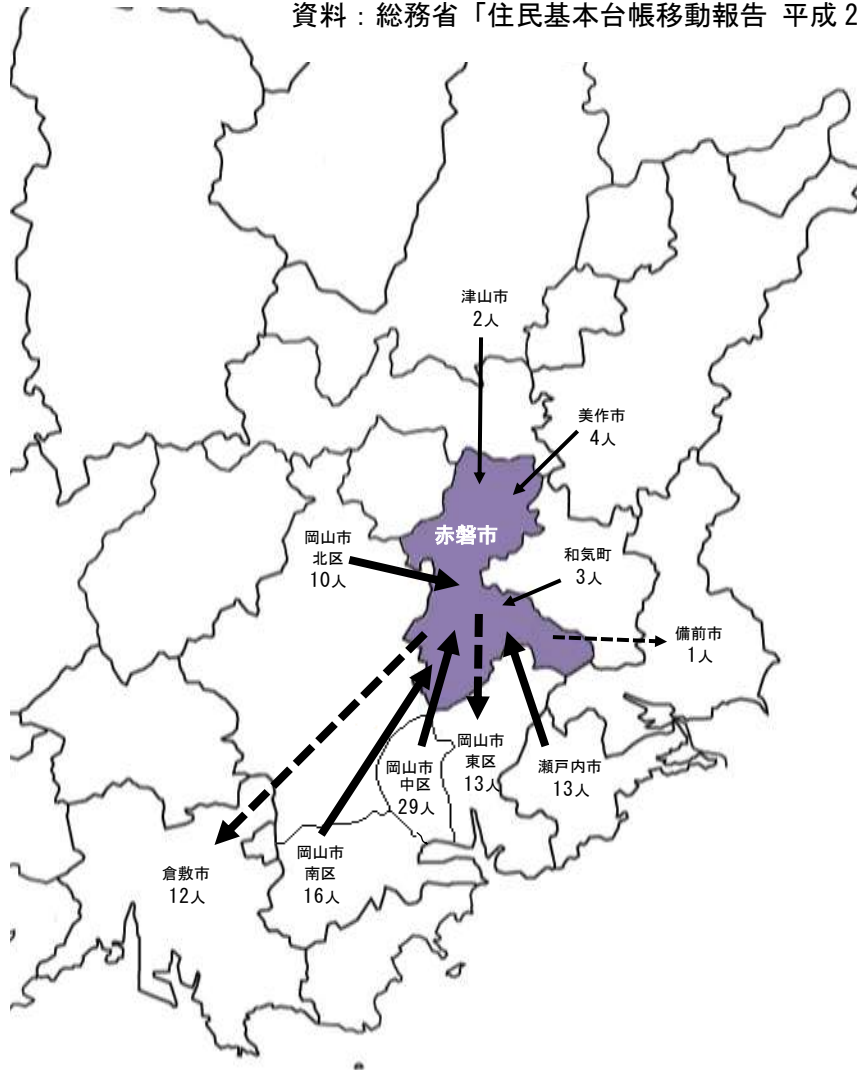 資料：総務省「住民基本台帳移動報告 平成2
津山市
2人
美作市
4人
赤磐市
岡山市
北区
10人
和気町
3人
備前市
1人
岡山市
東区
13人
瀬戸内市
13人
岡山市
中区
29人
岡山市
南区
16人
倉敷市
12人